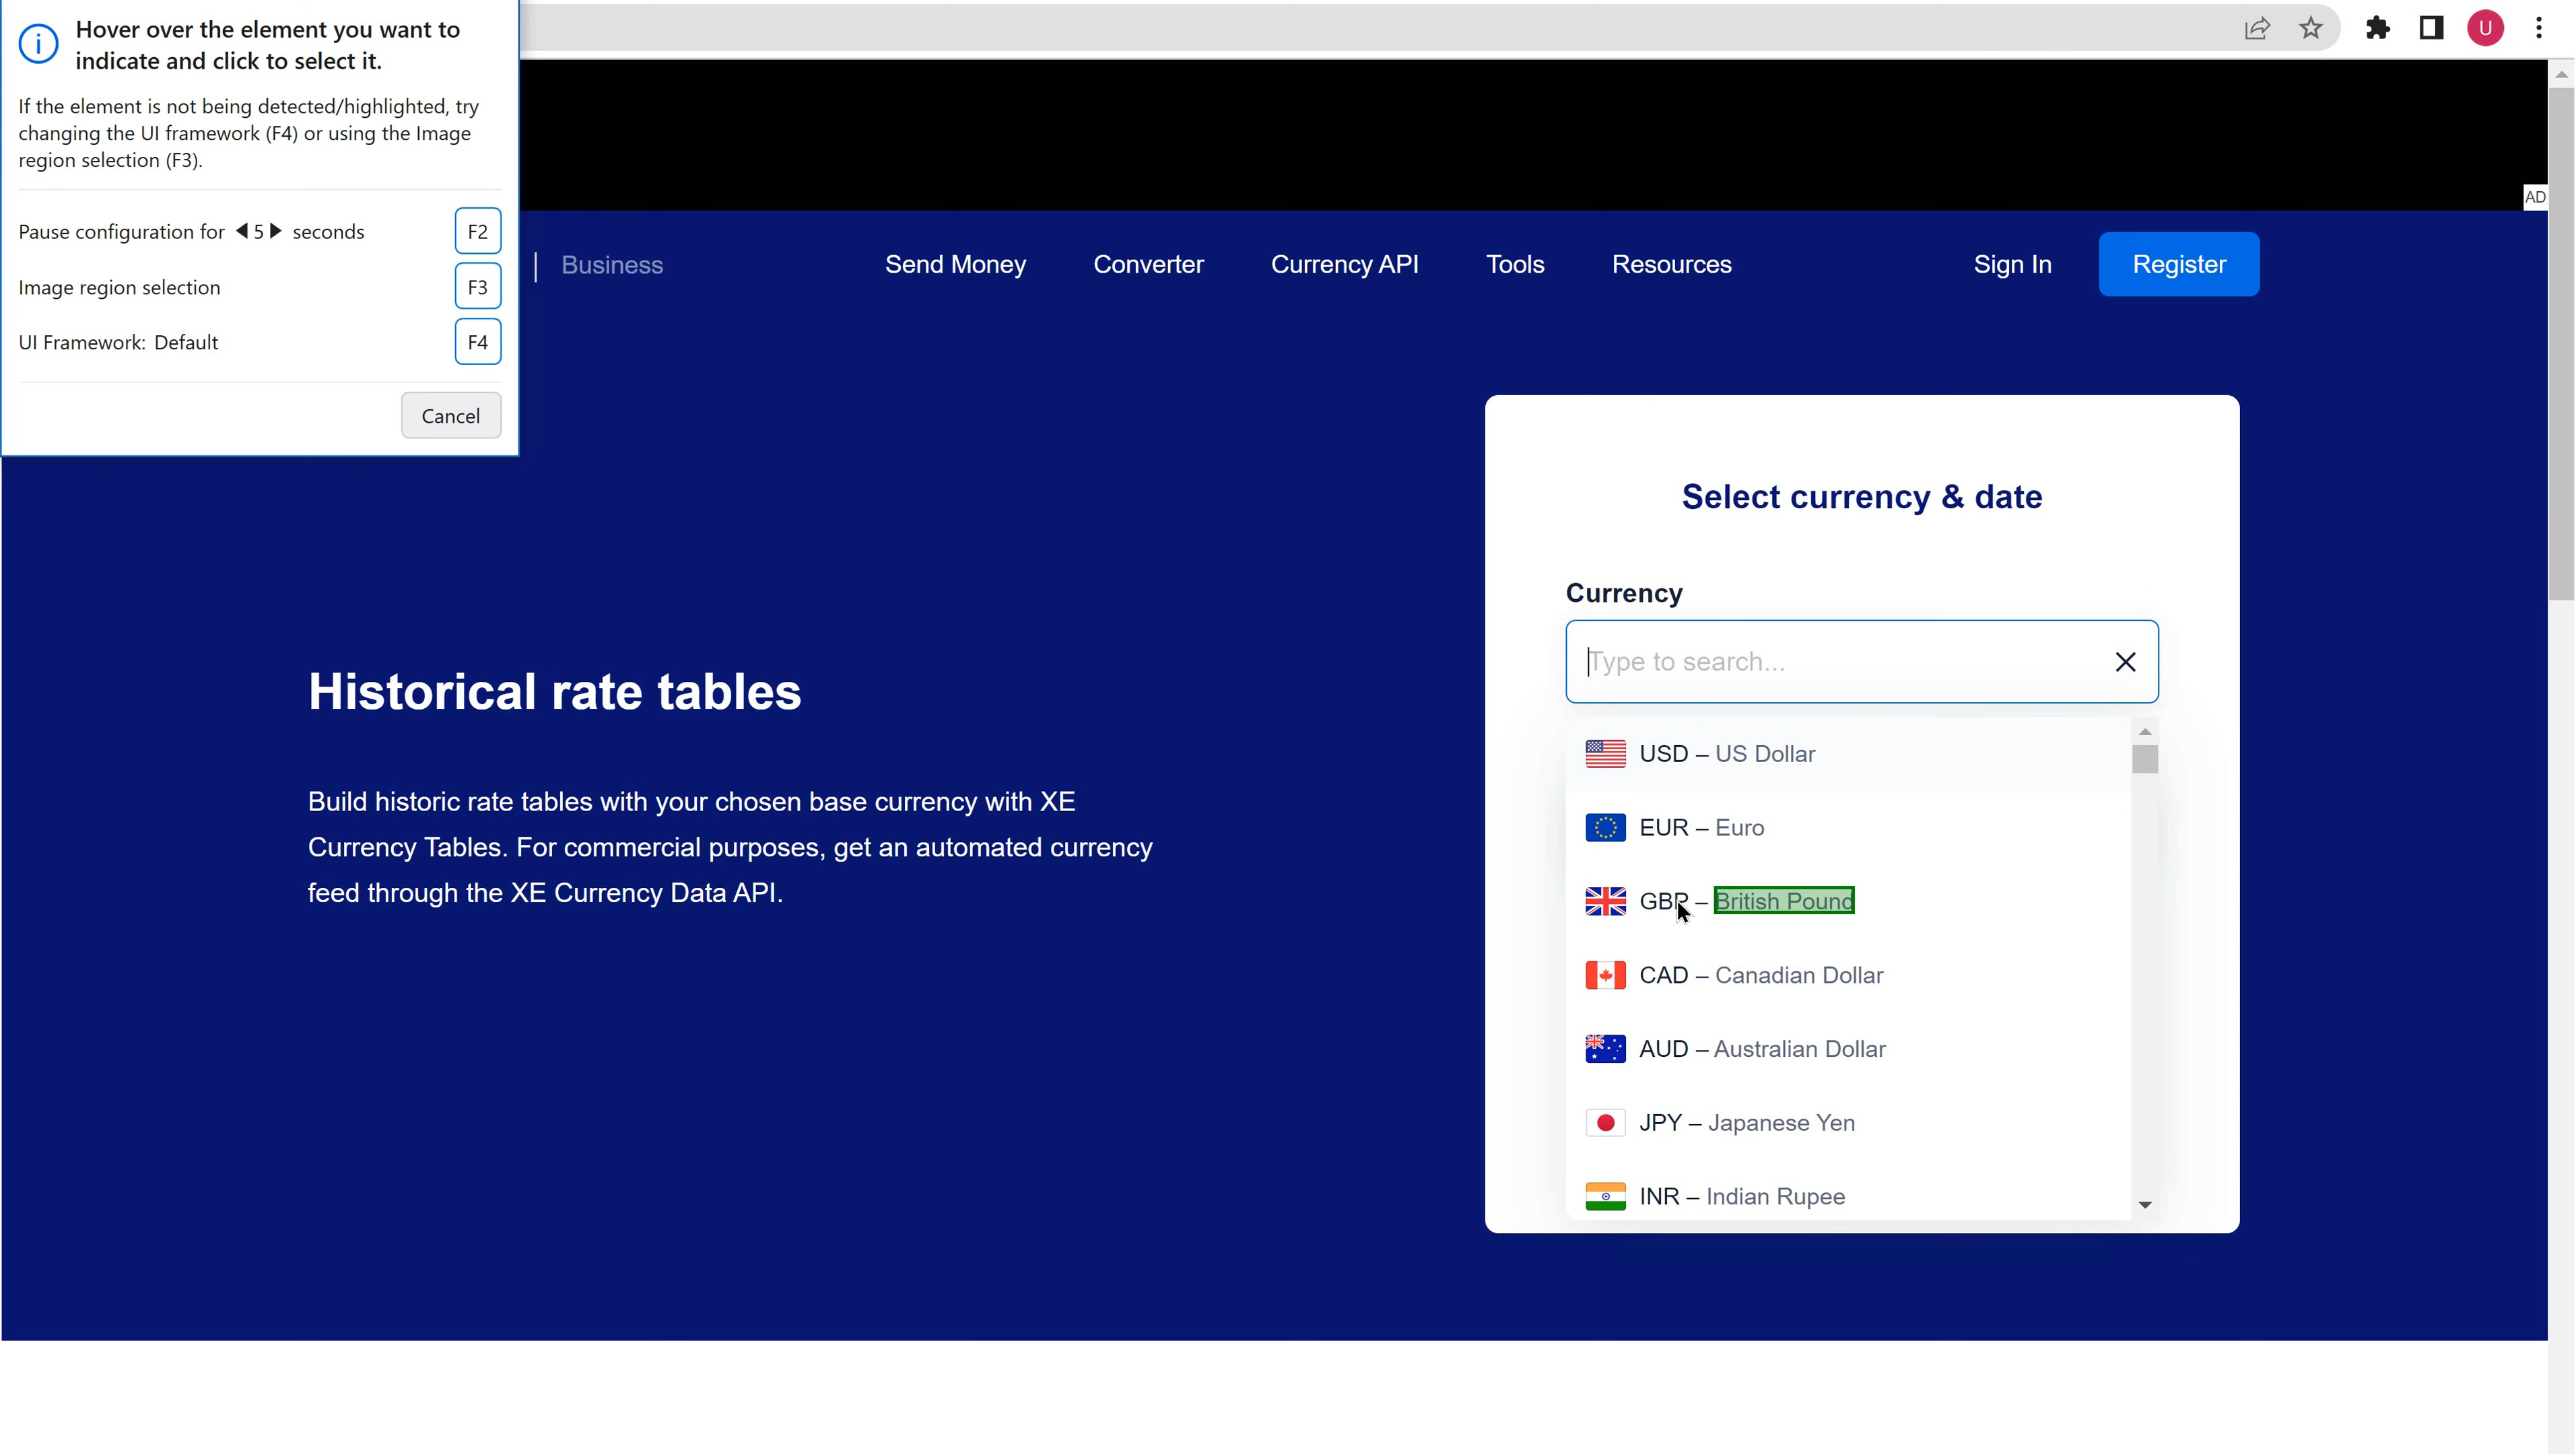 Hover over the element you want to
indicate and click to select it.
If the element is not being detected/highlighted, try
changing the UI framework (F4) or using the Image
region selection (F3).
Pause configuration for 5 seconds F2
Image region selection F3
UI Framework: Default F4
Cancel
U
AD
Business Send Money Converter Currency API Tools Resources Sign In Register
Historical rate tables
Build historic rate tables with your chosen base currency with XE
Currency Tables. For commercial purposes, get an automated currency
feed through the XE Currency Data API.
Select currency & date
Currency
Type to search...
USD – US Dollar
EUR – Euro
GBP – British Pound
CAD – Canadian Dollar
AUD – Australian Dollar
JPY – Japanese Yen
INR – Indian Rupee